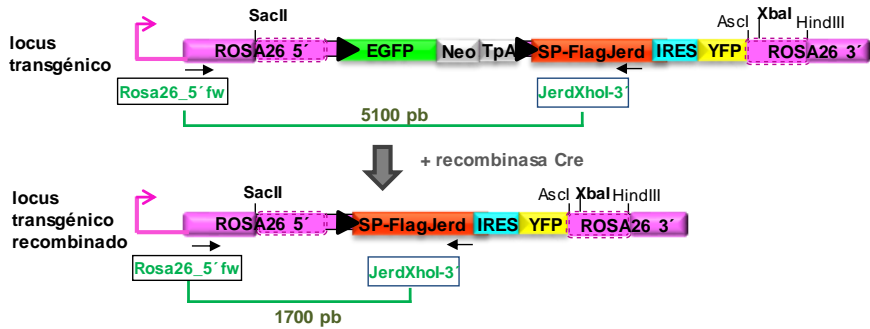 SacII
AscI
XbaI
HindIII
locus
transgénico
ROSA26 5´
EGFP
Neo
TpA
SP-FlagJerd
IRES
YFP
ROSA26 3´
Rosa26_5´fw
JerdXhoI-3´
5100 pb
+ recombinasa Cre
locus
transgénico
recombinado
SacII
AscI
XbaI
HindIII
ROSA26 5´
SP-FlagJerd
IRES
YFP
ROSA26 3´
Rosa26_5´fw
JerdXhoI-3´
1700 pb